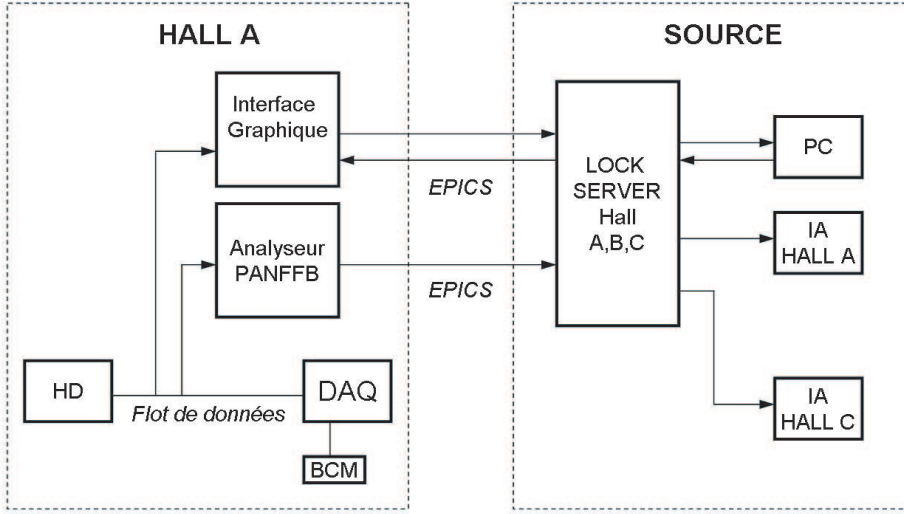 HALL A
SOURCE
Interface
Graphique
EPICS
Analyseur
PANFFB
EPICS
HD
Flot de données
DAQ
BCM
LOCK
SERVER
Hall
A,B,C
PC
IA
HALL A
IA
HALL C